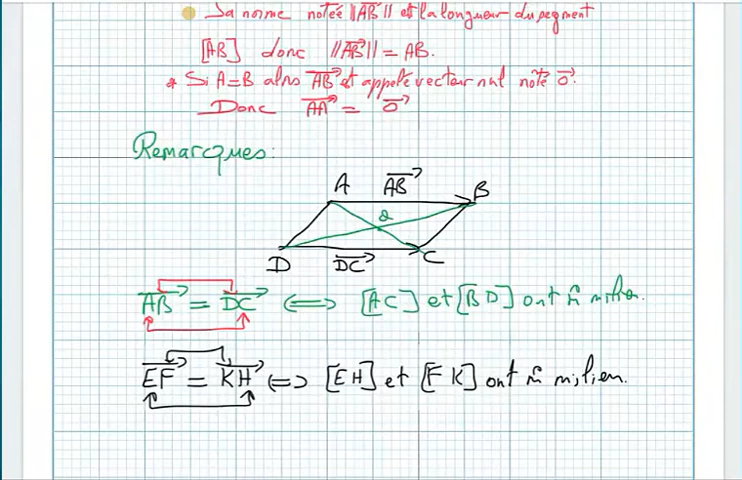 Sa norme notée ||AB|| et la longueur du segment
[AB] donc ||AB|| = AB.
* Si A=B alors AB est appelé vecteur nul noté 0.
Donc AA = 0
Remarques:
A AB B
D DC C
AB = DC ⟺ [AC] et [BD] ont m̂ milieu.
EF = KH ⟺ [EH] et [FK] ont m̂ milieu.